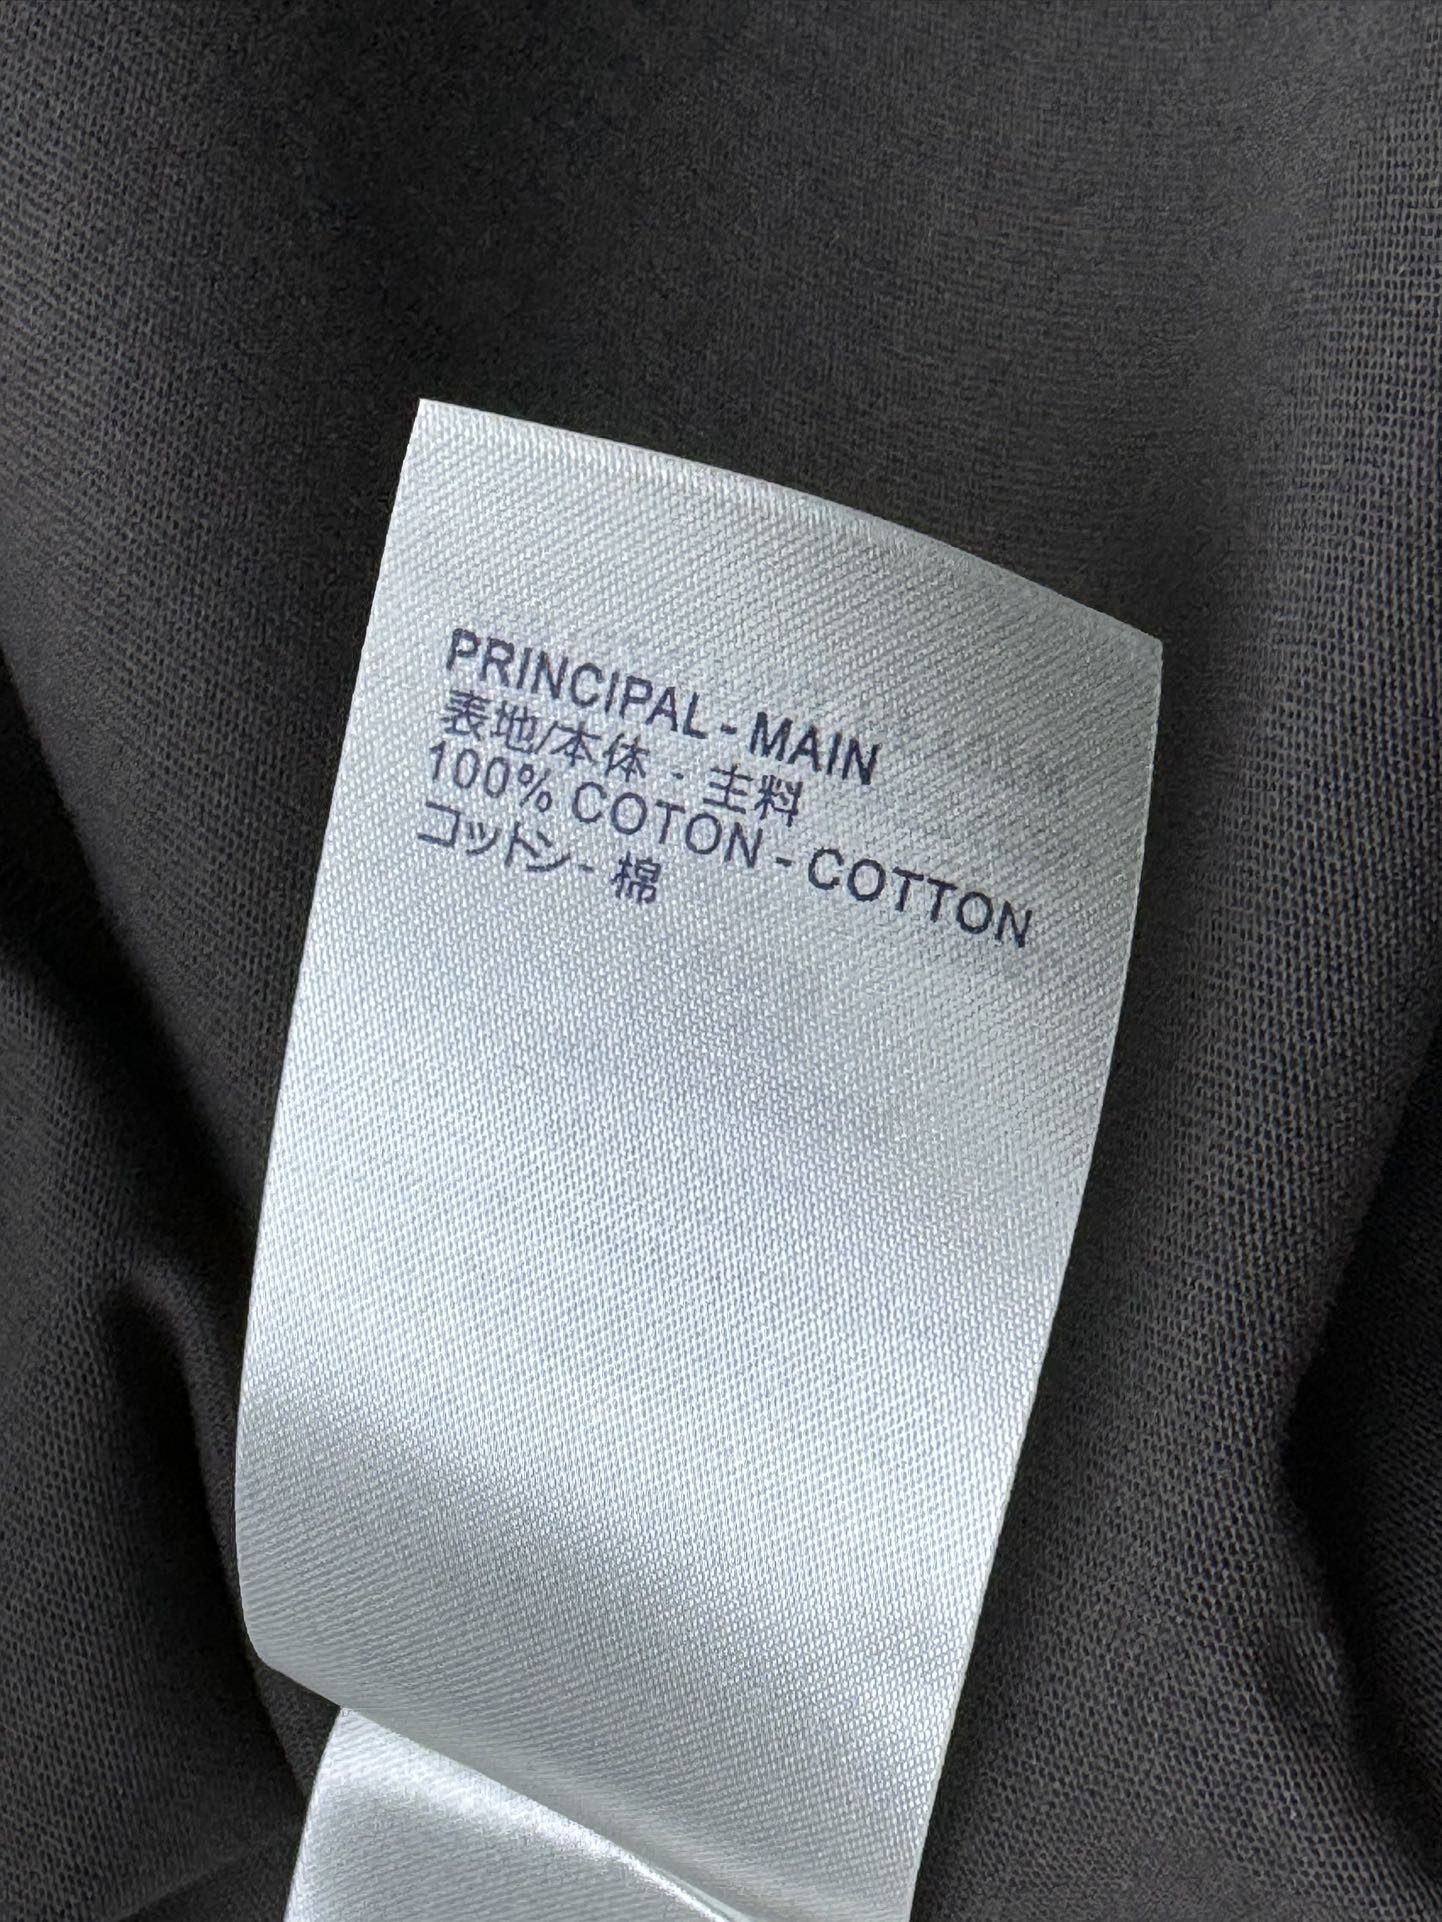 PRINCIPAL - MAIN
表地/本体 - 主料
100% COTON - COTTON
コットン - 棉